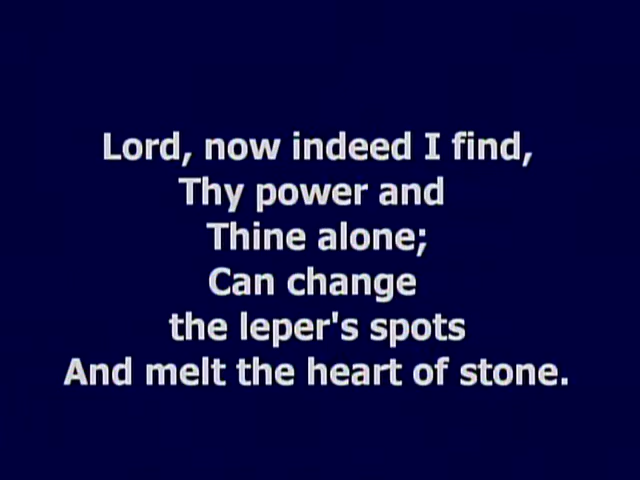 Lord, now indeed I find,
Thy power and
Thine alone;
Can change
the leper's spots
And melt the heart of stone.